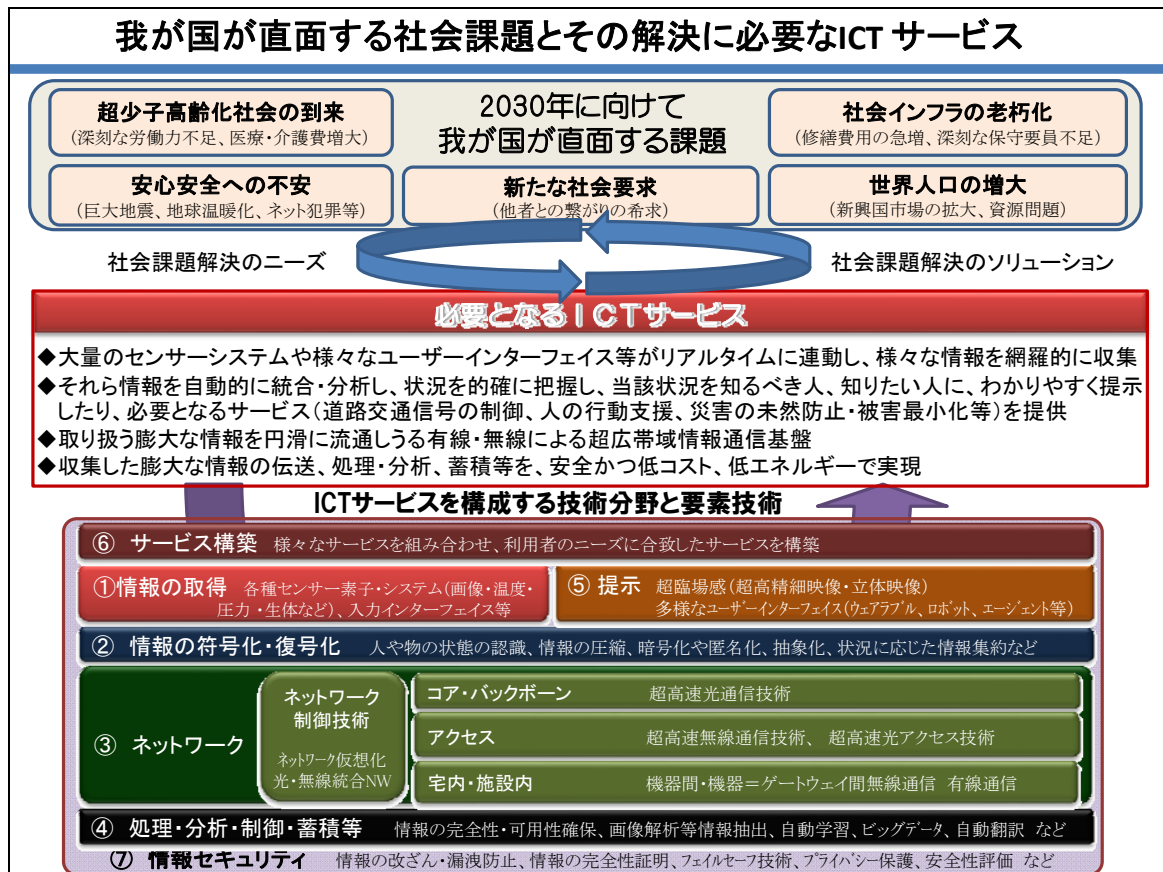 我が国が直面する社会課題とその解決に必要なICT サービス
超少子高齢化社会の到来
(深刻な労働力不足、医療・介護費増大)
2030年に向けて
我が国が直面する課題
社会インフラの老朽化
(修繕費用の急増、深刻な保守要員不足)
安心安全への不安
(巨大地震、地球温暖化、ネット犯罪等)
新たな社会要求
(他者との繋がりの希求)
世界人口の増大
(新興国市場の拡大、資源問題)
社会課題解決のニーズ
社会課題解決のソリューション
必要となるICTサービス
◆大量のセンサーシステムや様々なユーザーインターフェイス等がリアルタイムに連動し、様々な情報を網羅的に収集
◆それら情報を自動的に統合・分析し、状況を的確に把握し、当該状況を知るべき人、知りたい人に、わかりやすく提示
したり、必要となるサービス(道路交通信号の制御、人の行動支援、災害の未然防止・被害最小化等)を提供
◆取り扱う膨大な情報を円滑に流通しうる有線・無線による超広帯域情報通信基盤
◆収集した膨大な情報の伝送、処理・分析、蓄積等を、安全かつ低コスト、低エネルギーで実現
ICTサービスを構成する技術分野と要素技術
⑥ サービス構築 様々なサービスを組み合わせ、利用者のニーズに合致したサービスを構築
①情報の取得 各種センサー素子・システム(画像・温度・
圧力・生体など)、入力インターフェイス等
⑤ 提示 超臨場感(超高精細映像・立体映像)
多様なユーザーインターフェイス(ウェアラブル、ロボット、エージェント等)
② 情報の符号化・復号化 人や物の状態の認識、情報の圧縮、暗号化や匿名化、抽象化、状況に応じた情報集約など
③ ネットワーク
ネットワーク
制御技術
ネットワーク仮想化
光・無線統合NW
コア・バックボーン 超高速光通信技術
アクセス 超高速無線通信技術、 超高速光アクセス技術
宅内・施設内 機器間・機器=ゲートウェイ間無線通信 有線通信
④ 処理・分析・制御・蓄積等 情報の完全性・可用性確保、画像解析等情報抽出、自動学習、ビッグデータ、自動翻訳 など
⑦ 情報セキュリティ 情報の改ざん・漏洩防止、情報の完全性証明、フェイルセーフ技術、プライバシー保護、安全性評価 など